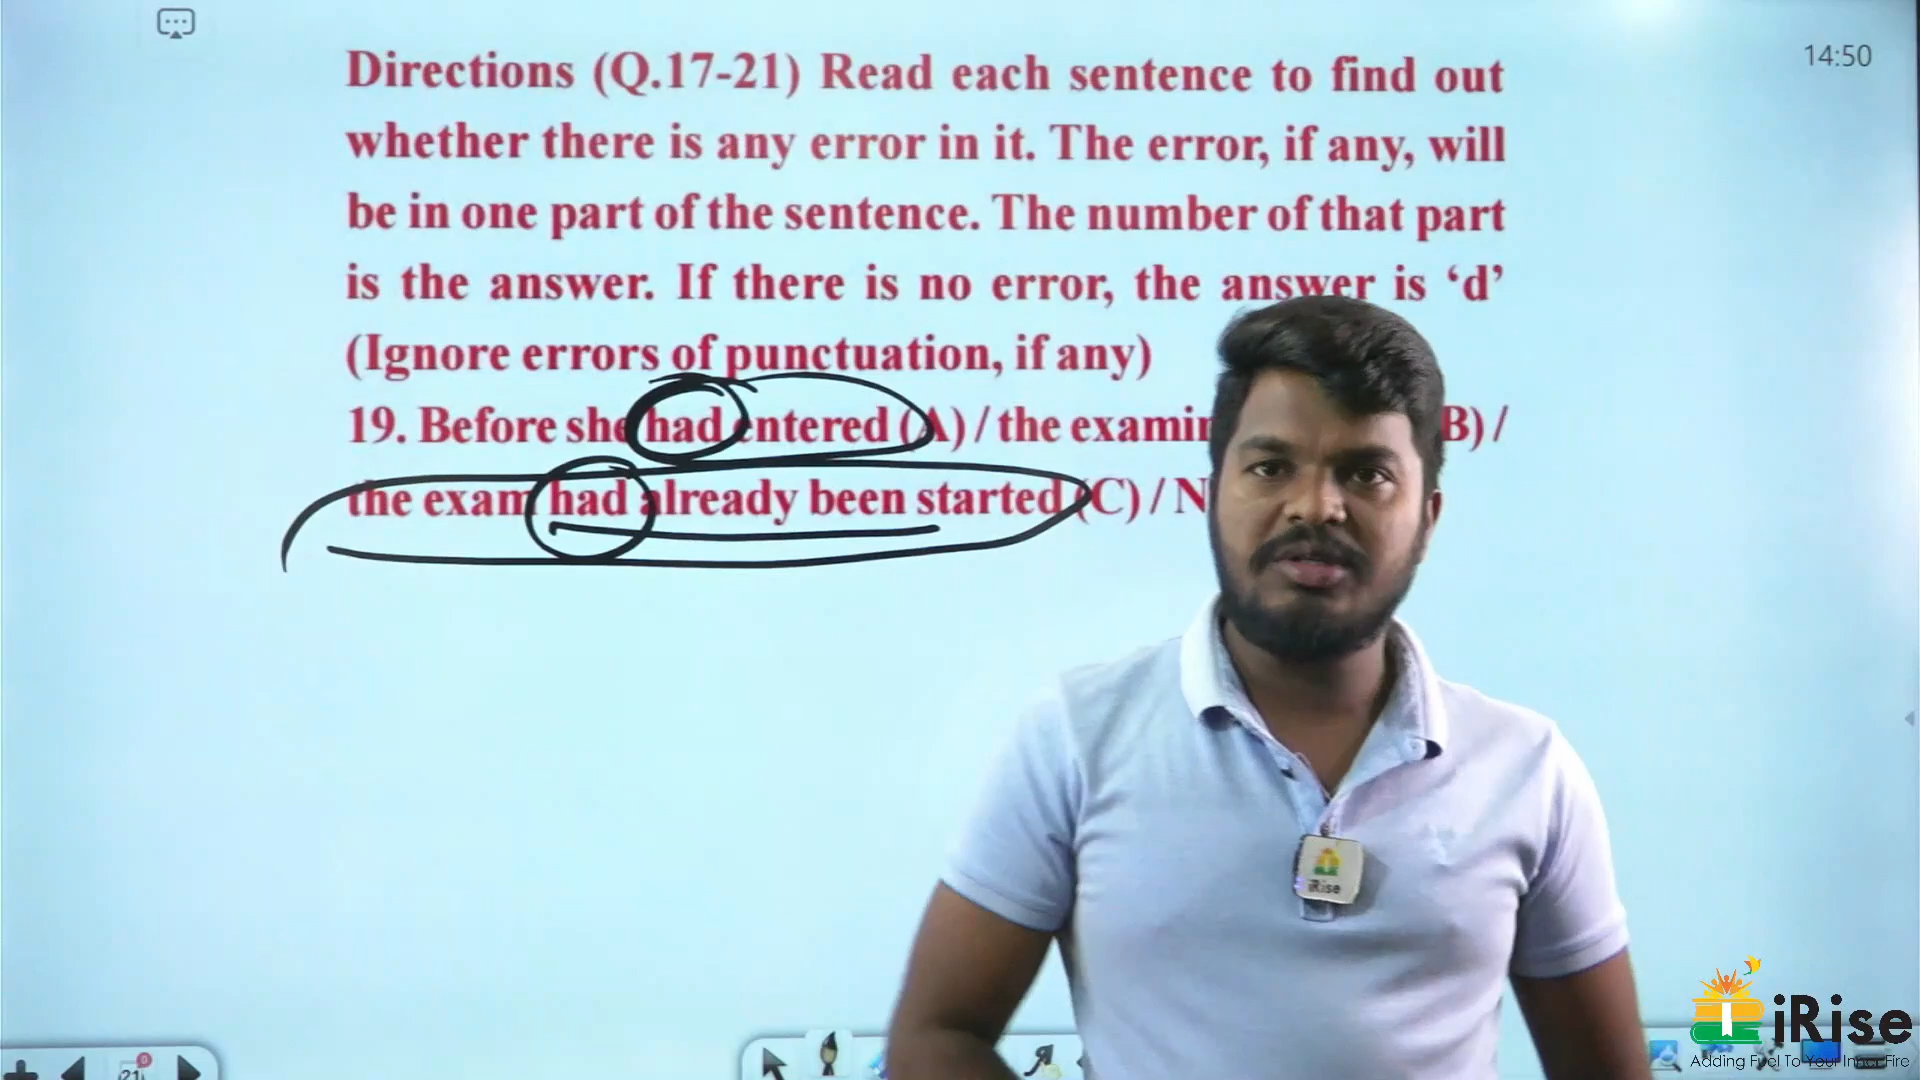 14:50
Directions (Q.17-21) Read each sentence to find out
whether there is any error in it. The error, if any, will
be in one part of the sentence. The number of that part
is the answer. If there is no error, the answer is ‘d’
(Ignore errors of punctuation, if any)
19. Before she had entered (A) / the B) /
the exam had already been started (C) /
iRise
21
iRise
Adding Fuel To Your Inner Fire